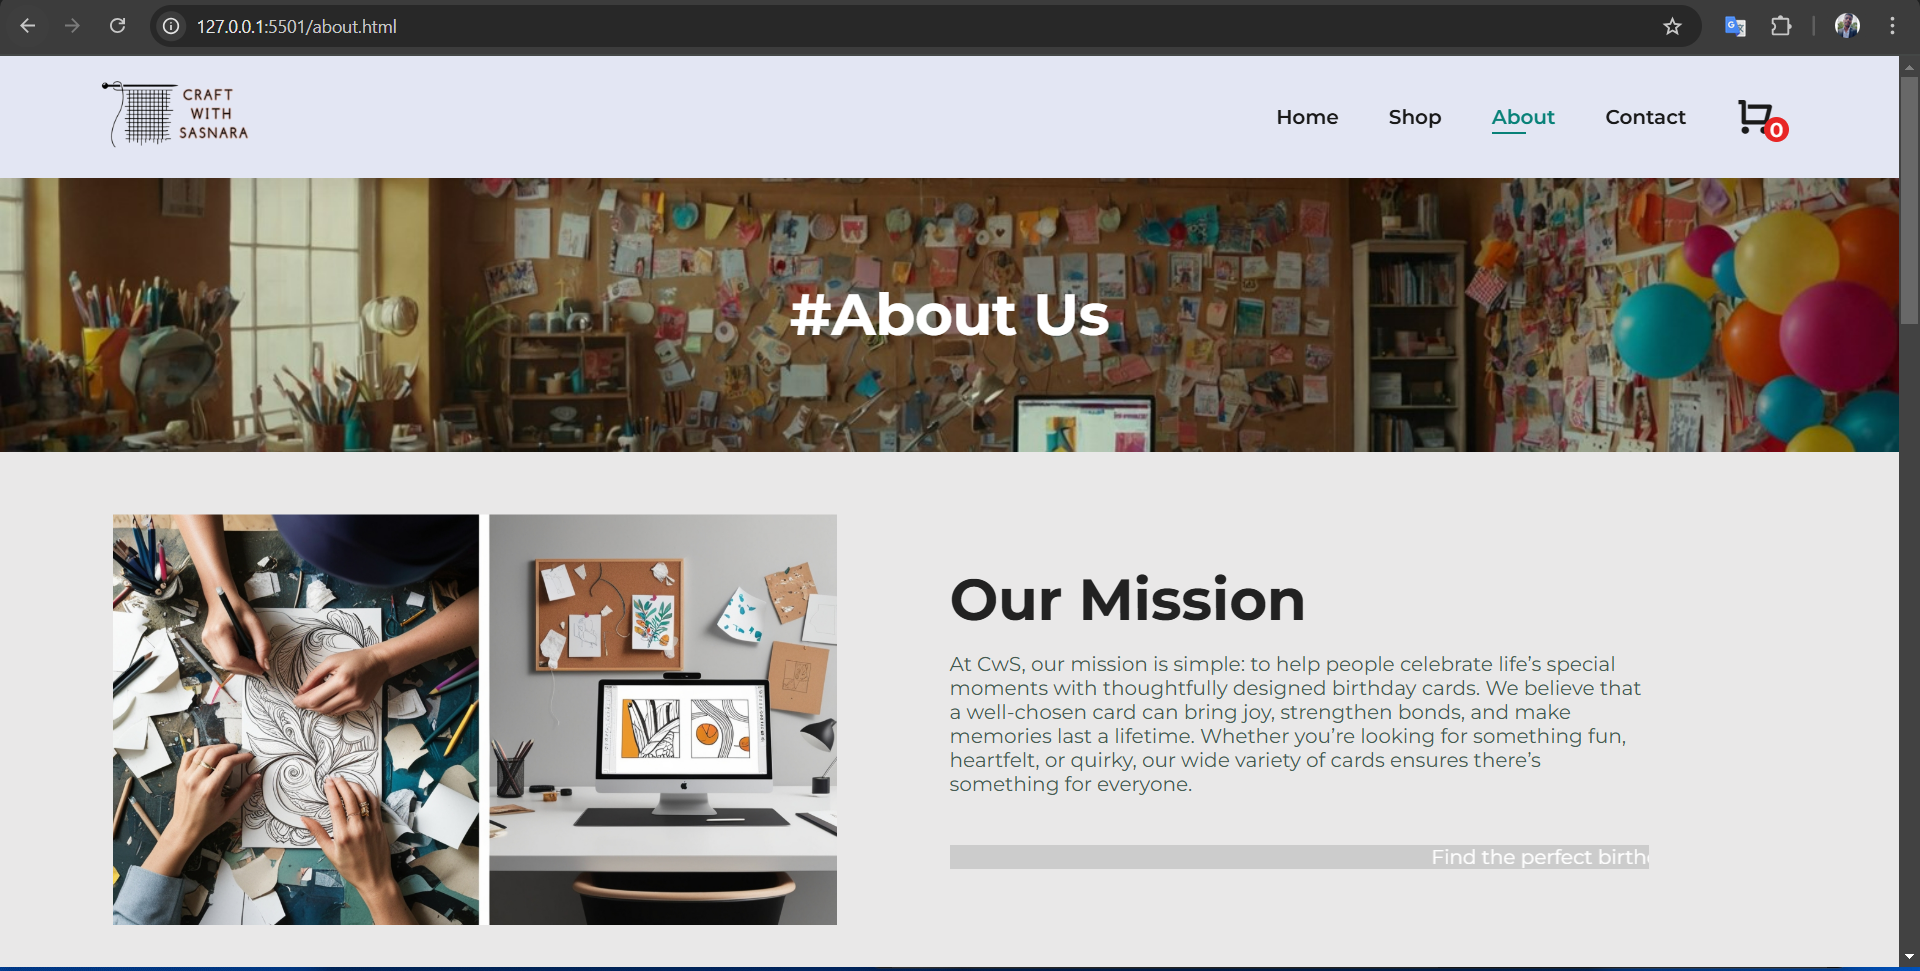 127.0.0.1:5501/about.html
CRAFT
WITH
SASNARA
Home
Shop
About
Contact
0
#About Us
Our Mission
At CwS, our mission is simple: to help people celebrate life’s special
moments with thoughtfully designed birthday cards. We believe that
a well-chosen card can bring joy, strengthen bonds, and make
memories last a lifetime. Whether you’re looking for something fun,
heartfelt, or quirky, our wide variety of cards ensures there’s
something for everyone.
Find the perfect birth